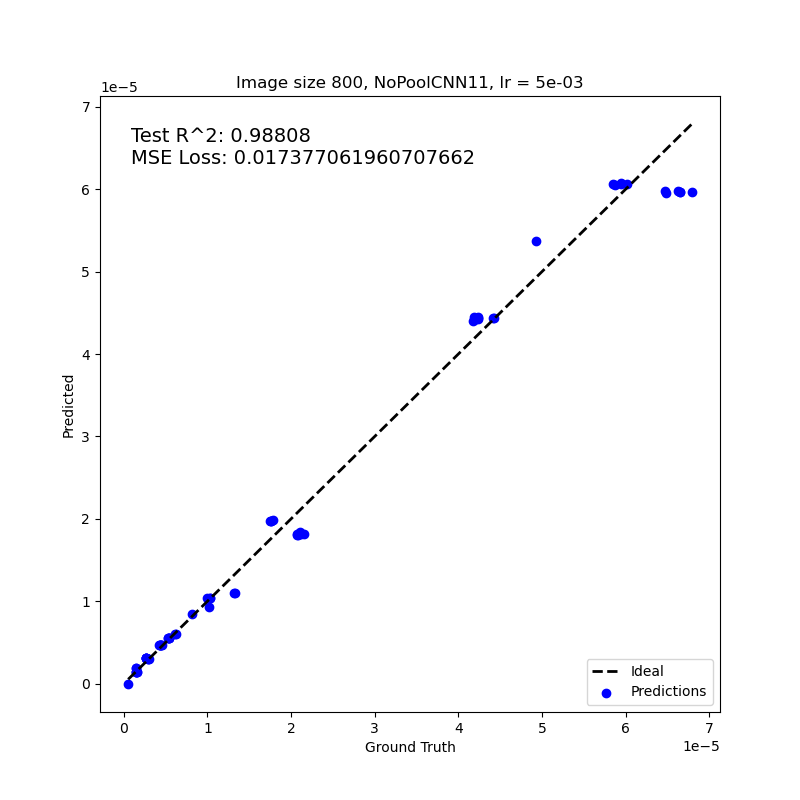 Image size 800, NoPoolCNN11, lr = 5e-03
1e−5
Test R^2: 0.98808
MSE Loss: 0.017377061960707662
7
6
5
4
3
2
1
0
Predicted
Ideal
Predictions
0 1 2 3 4 5 6 7
Ground Truth
1e−5